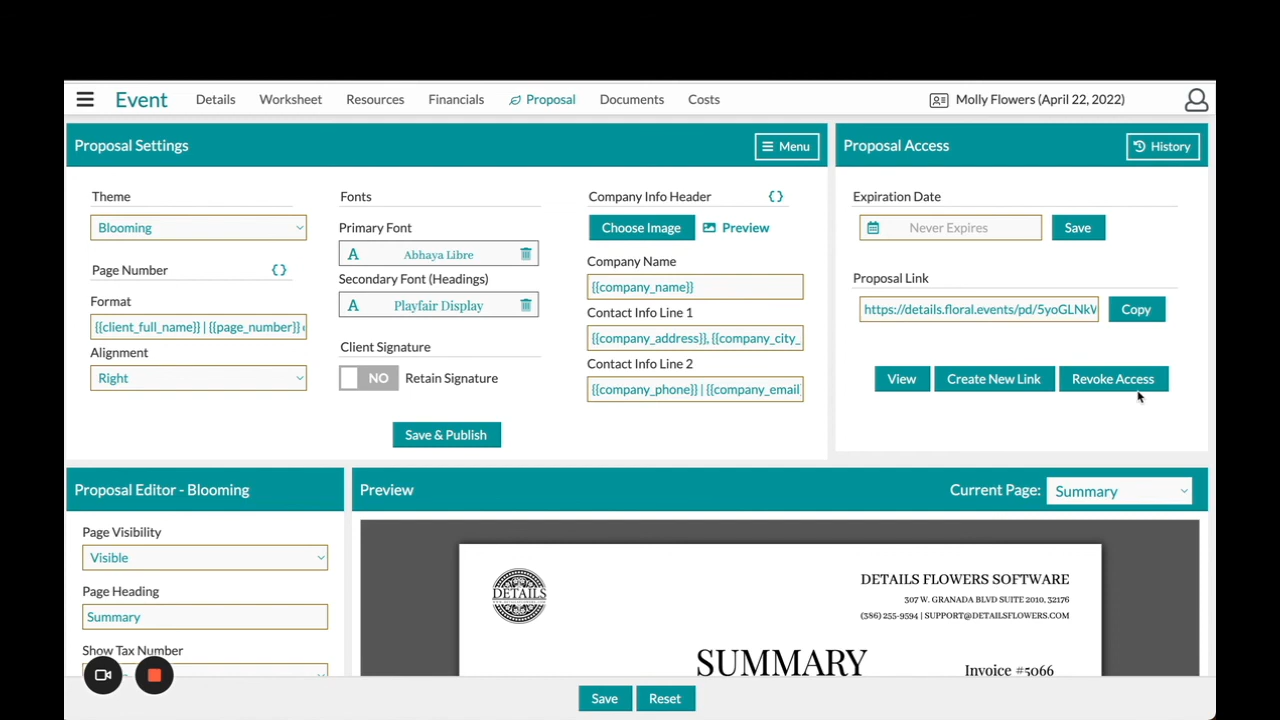 Event
Details
Worksheet
Resources
Financials
Proposal
Documents
Costs
Molly Flowers (April 22, 2022)
Proposal Settings
Menu
Theme
Blooming
Page Number
{}
Format
{{client_full_name}} | {{page_number}}
Alignment
Right
Fonts
Primary Font
A Abhaya Libre
Secondary Font (Headings)
A Playfair Display
Client Signature
NO Retain Signature
Company Info Header
{}
Choose Image
Preview
Company Name
{{company_name}}
Contact Info Line 1
{{company_address}}, {{company_city_
Contact Info Line 2
{{company_phone}} | {{company_email
Save & Publish
Proposal Access
History
Expiration Date
Never Expires
Save
Proposal Link
https://details.floral.events/pd/5yoGLNkV
Copy
View
Create New Link
Revoke Access
Proposal Editor - Blooming
Page Visibility
Visible
Page Heading
Summary
Show Tax Number
Preview
Current Page:
Summary
DETAILS
DETAILS FLOWERS SOFTWARE
307 W. GRANADA BLVD SUITE 2010, 32176
(386) 255-9594 | SUPPORT@DETAILSFLOWERS.COM
SUMMARY
Invoice #5066
Save
Reset